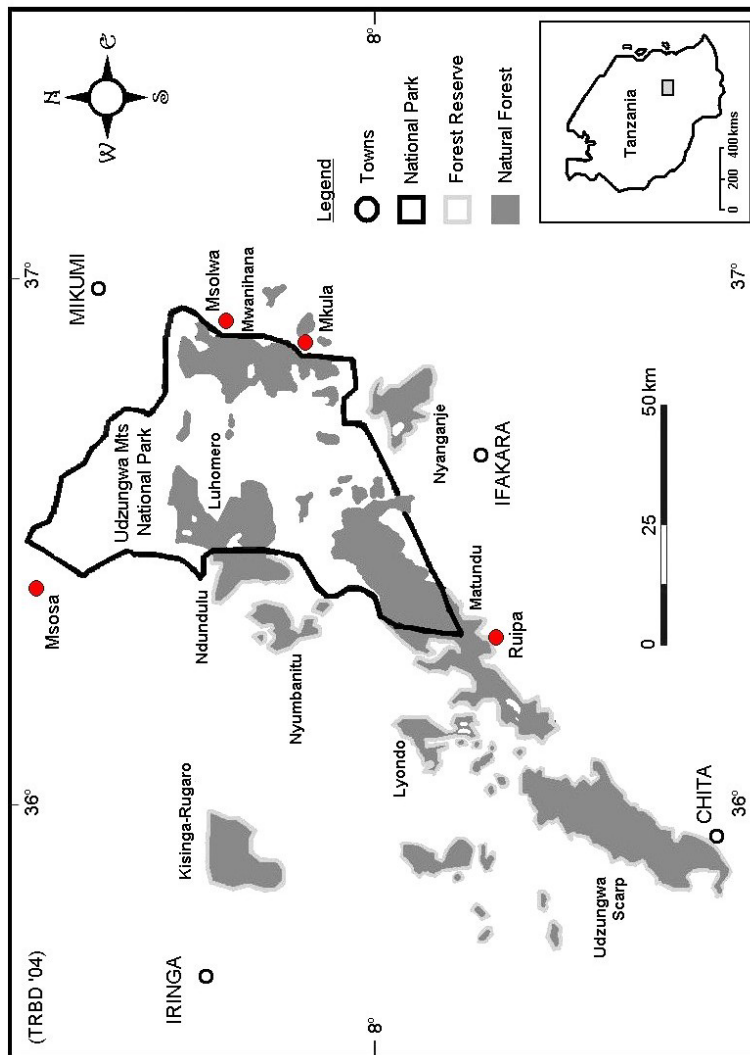 (TRBD '04)
36°
37°
N
W
E
S
MIKUMI
IRINGA
Msosa
Udzungwa Mts
National Park
Msolwa
Mwanihana
Mkula
Luhomero
Ndundulu
Nyumbanitu
Kisinga-Rugaro
8°
8°
Nyanganje
IFAKARA
Matundu
Ruipa
Lyondo
Udzungwa
Scarp
CHITA
0
25
50 km
37°
Legend
Towns
National Park
Forest Reserve
Natural Forest
Tanzania
0
200
400 kms